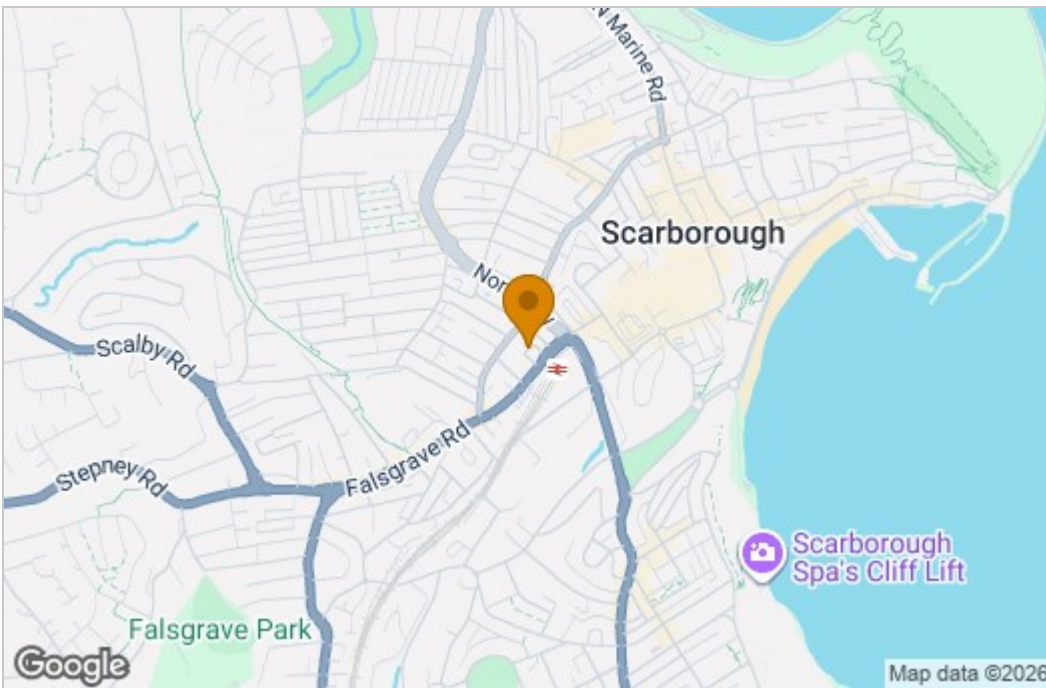 N Marine Rd
Scarborough
Nor
Scalby Rd
Falsgrave Rd
Stepney Rd
Scarborough
Spa's Cliff Lift
Falsgrave Park
Google
Map data ©2026